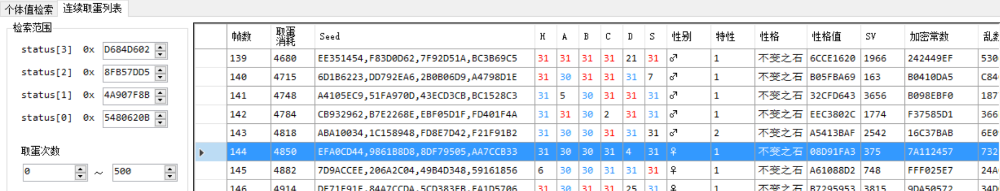 个体值检索 连续取蛋列表
检索范围
status[3] 0x D684D602
status[2] 0x 8FB57DD5
status[1] 0x 4A907F8B
status[0] 0x 5480620B
取蛋次数
0 ~ 500
帧数 取蛋消耗 Seed H A B C D S 性别 特性 性格 性格值 SV 加密常数 乱数
139 4680 EE351454,F83D0D62,7F92D51A,BC3B69C5 31 31 31 31 21 31 ♂ 1 不变之石 6CCE1620 1966 242449EF 530
140 4715 6D1B6223,DD792EA6,2B0B06D9,A4798D1E 31 30 31 31 31 7 ♂ 1 不变之石 B05FBA69 163 B0410DA5 C84
141 4748 A4105EC9,51FA970D,43ECD3CB,BC1528C3 31 5 30 31 31 31 ♂ 1 不变之石 32CFD643 3656 B098EBF0 187
142 4784 CB932962,B7E2268E,EBF05D1F,FD401F4A 31 31 30 2 31 31 ♂ 1 不变之石 EEC3802C 1774 F37585D1 366
143 4818 ABA10034,1C158948,FD8E7D42,F21F91B2 31 30 30 31 31 31 ♂ 2 不变之石 A5413BAF 2542 16C37BAB 6E0
144 4850 EFA0CD44,9861B8D8,8DF79505,AA7CCB33 31 30 30 31 4 31 ♀ 1 不变之石 08D91FA3 375 7A112457 732
145 4882 7D9ACCEE,206A2C04,49B4D348,59161856 6 30 30 31 31 31 ♀ 1 不变之石 A61088D2 748 FFF025E7 24A
146 4914 DF71F91F,84A7CCDA,5CD383FB,FA1D5706 31 30 31 31 25 31 ♀ 1 不变之石 B7295953 3815 9DA50572 34D